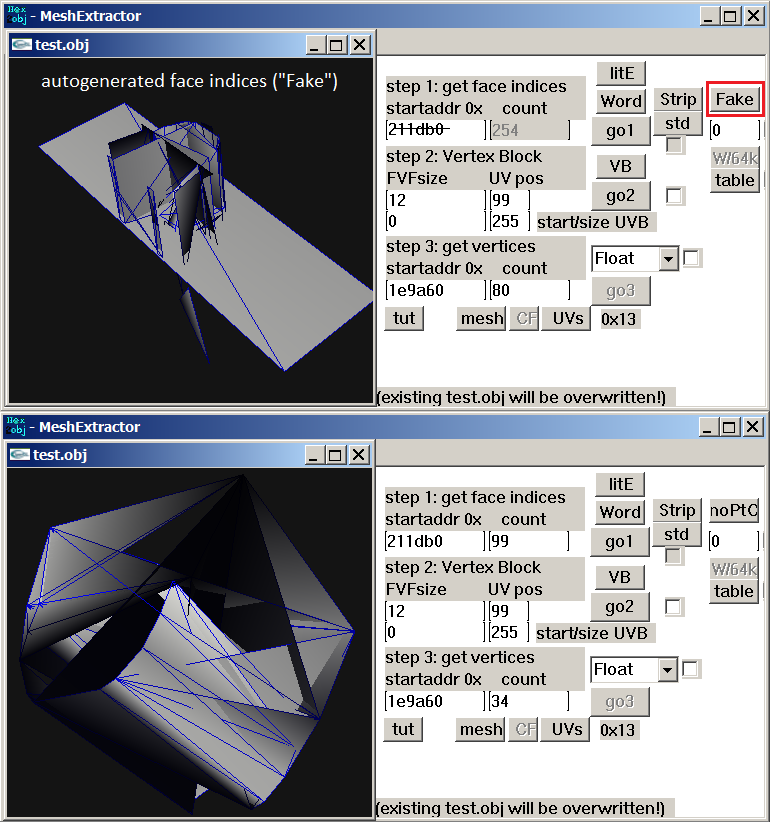 Hex obj - MeshExtractor
test.obj
autogenerated face indices ("Fake")
litE
step 1: get face indices
startaddr 0x count
Word
Strip
Fake
211db0
254
go1
std
0
step 2: Vertex Block
FVFsize UV pos
VB
W/64k
table
12
99
go2
0
255
start/size UVB
step 3: get vertices
startaddr 0x count
Float
1e9a60
80
go3
tut
mesh
CF
UVs
0x13
(existing test.obj will be overwritten!)
Hex obj - MeshExtractor
test.obj
litE
step 1: get face indices
startaddr 0x count
Word
Strip
noPtC
211db0
99
go1
std
0
step 2: Vertex Block
FVFsize UV pos
VB
W/64k
table
12
99
go2
0
255
start/size UVB
step 3: get vertices
startaddr 0x count
Float
1e9a60
34
go3
tut
mesh
CF
UVs
0x13
(existing test.obj will be overwritten!)